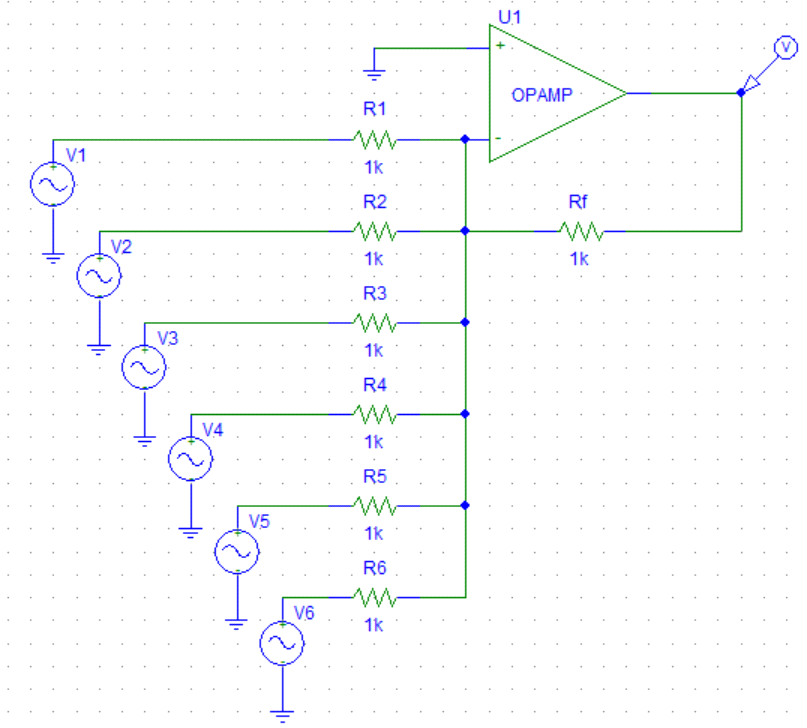 U1
+
V
OPAMP
-
R1
1k
V1
+
-
R2
1k
Rf
1k
V2
+
-
R3
1k
V3
+
-
R4
1k
V4
+
-
R5
1k
V5
+
-
R6
1k
V6
+
-